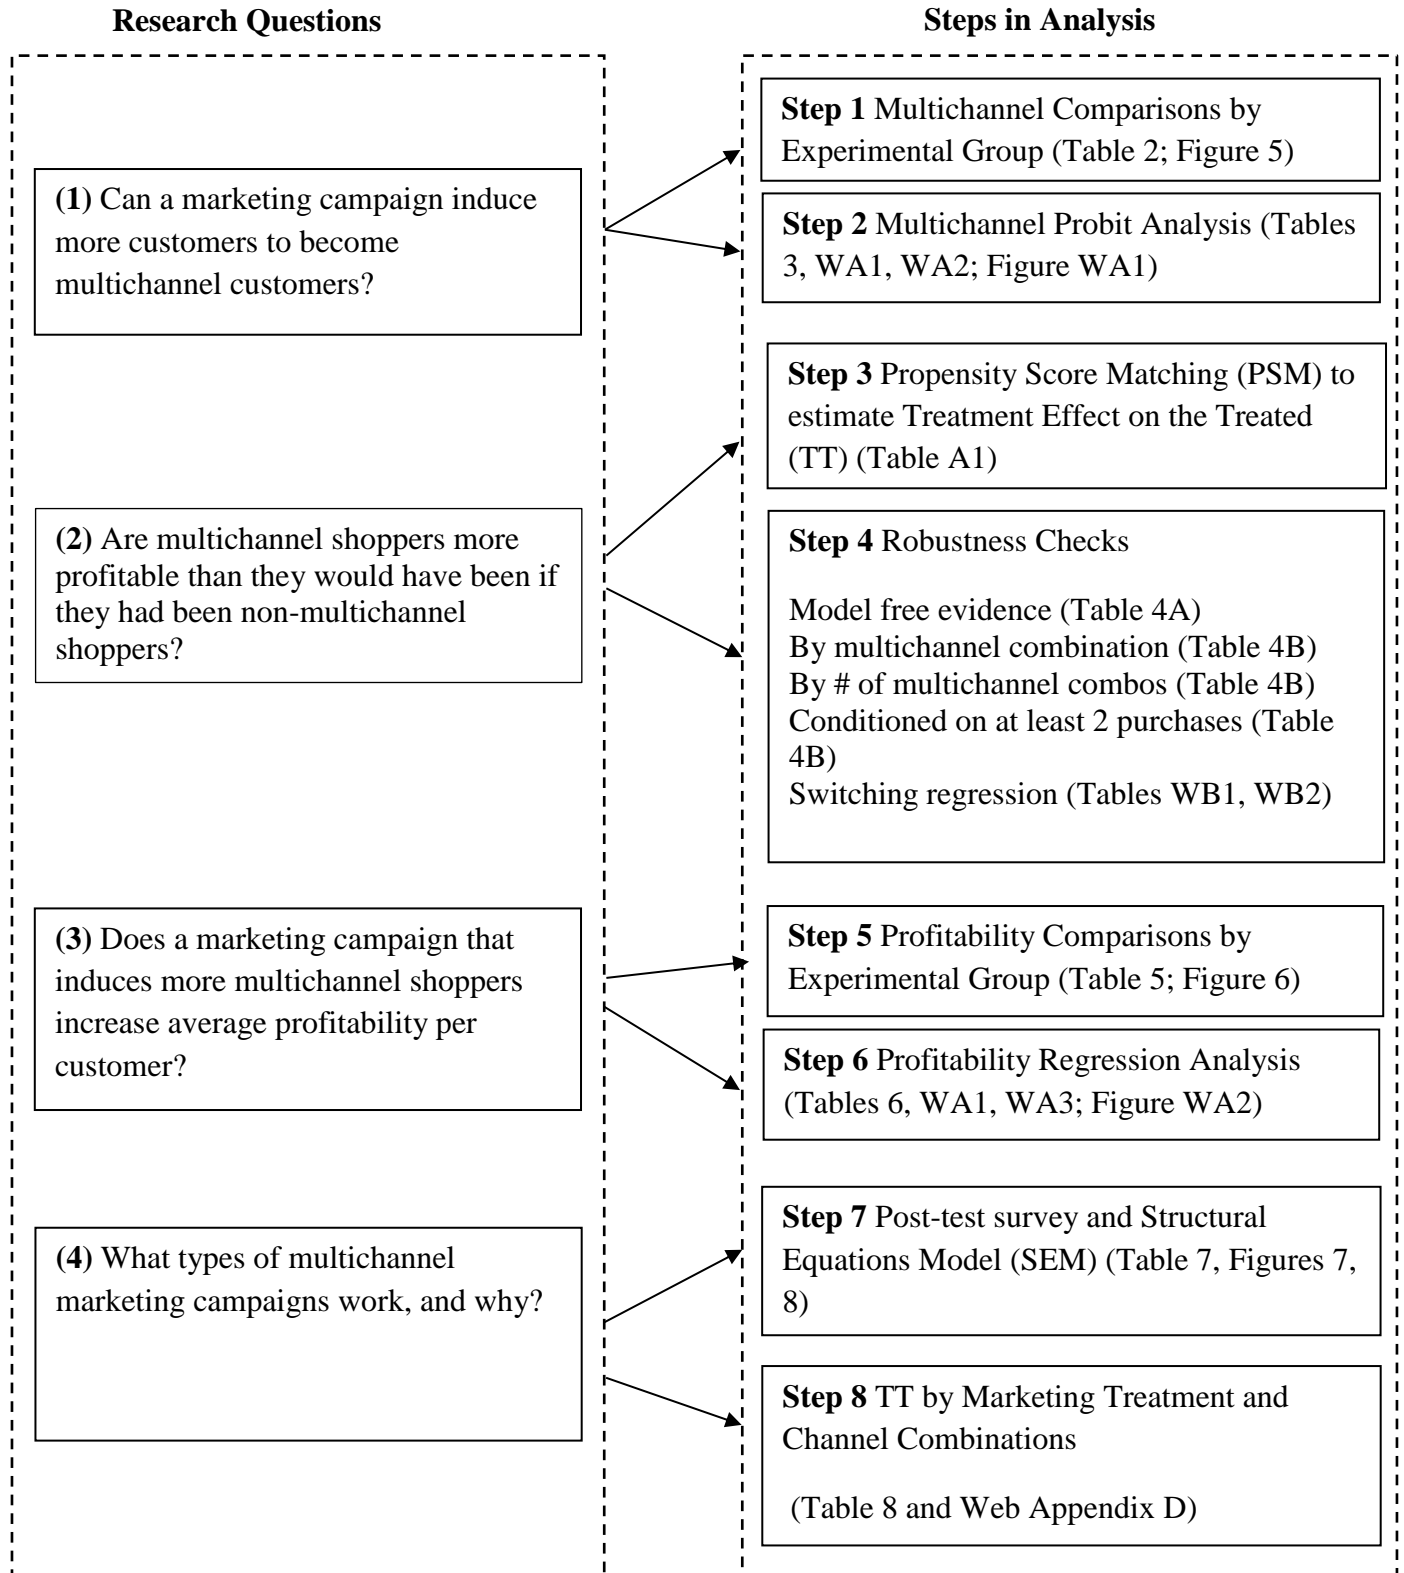 Research Questions
(1) Can a marketing campaign induce
more customers to become
multichannel customers?
(2) Are multichannel shoppers more
profitable than they would have been if
they had been non-multichannel
shoppers?
(3) Does a marketing campaign that
induces more multichannel shoppers
increase average profitability per
customer?
(4) What types of multichannel
marketing campaigns work, and why?
Steps in Analysis
Step 1 Multichannel Comparisons by
Experimental Group (Table 2; Figure 5)
Step 2 Multichannel Probit Analysis (Tables
3, WA1, WA2; Figure WA1)
Step 3 Propensity Score Matching (PSM) to
estimate Treatment Effect on the Treated
(TT) (Table A1)
Step 4 Robustness Checks
Model free evidence (Table 4A)
By multichannel combination (Table 4B)
By # of multichannel combos (Table 4B)
Conditioned on at least 2 purchases (Table
4B)
Switching regression (Tables WB1, WB2)
Step 5 Profitability Comparisons by
Experimental Group (Table 5; Figure 6)
Step 6 Profitability Regression Analysis
(Tables 6, WA1, WA3; Figure WA2)
Step 7 Post-test survey and Structural
Equations Model (SEM) (Table 7, Figures 7,
8)
Step 8 TT by Marketing Treatment and
Channel Combinations
(Table 8 and Web Appendix D)